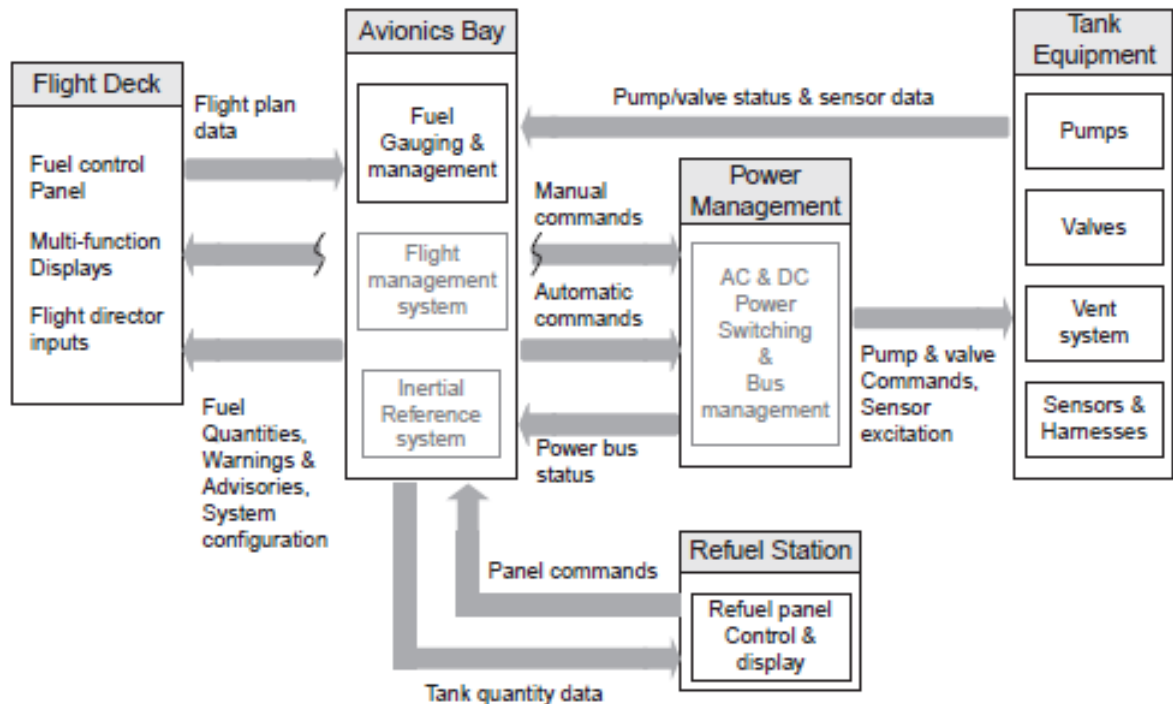 Flight Deck
Fuel control
Panel
Multi-function
Displays
Flight director
inputs
Flight plan
data
Fuel
Quantities,
Warnings &
Advisories,
System
configuration
Avionics Bay
Fuel
Gauging &
management
Flight
management
system
Inertial
Reference
system
Pump/valve status & sensor data
Manual
commands
Automatic
commands
Power bus
status
Power
Management
AC & DC
Power
Switching
&
Bus
management
Pump & valve
Commands,
Sensor
excitation
Tank
Equipment
Pumps
Valves
Vent
system
Sensors &
Harnesses
Panel commands
Tank quantity data
Refuel Station
Refuel panel
Control &
display